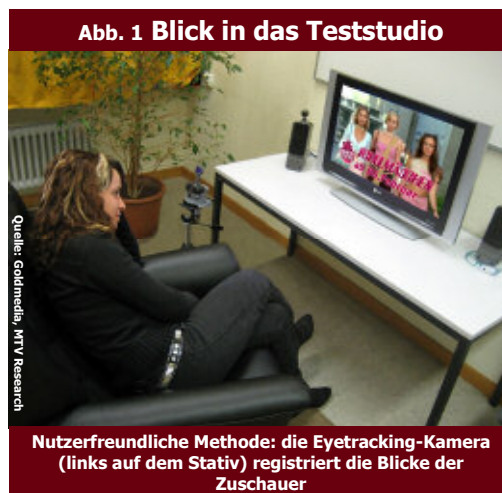 Abb. 1 Blick in das Teststudio
Quelle: Goldmedia, MTV Research
Nutzerfreundliche Methode: die Eyetracking-Kamera
(links auf dem Stativ) registriert die Blicke der
Zuschauer